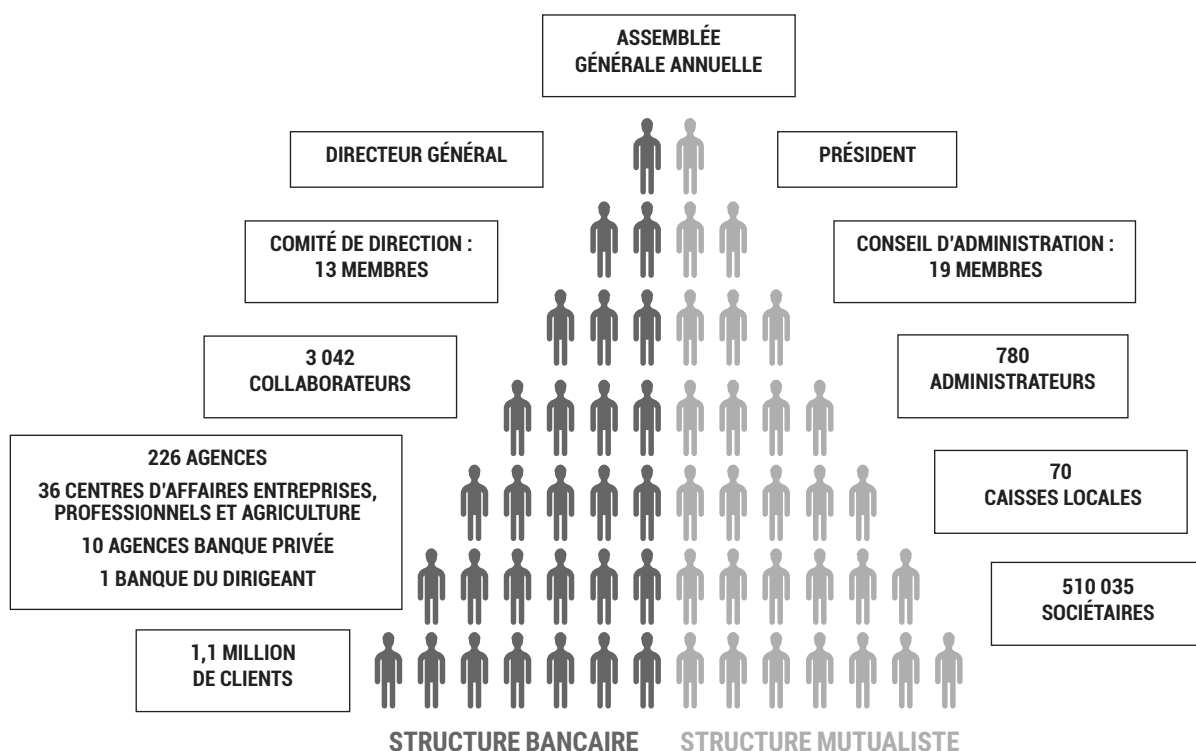 ASSEMBLÉE
GÉNÉRALE ANNUELLE
DIRECTEUR GÉNÉRAL
PRÉSIDENT
COMITÉ DE DIRECTION :
13 MEMBRES
CONSEIL D'ADMINISTRATION :
19 MEMBRES
3 042
COLLABORATEURS
780
ADMINISTRATEURS
226 AGENCES
36 CENTRES D'AFFAIRES ENTREPRISES,
PROFESSIONNELS ET AGRICULTURE
10 AGENCES BANQUE PRIVÉE
1 BANQUE DU DIRIGEANT
70
CAISSES LOCALES
510 035
SOCIÉTAIRES
1,1 MILLION
DE CLIENTS
STRUCTURE BANCAIRE
STRUCTURE MUTUALISTE